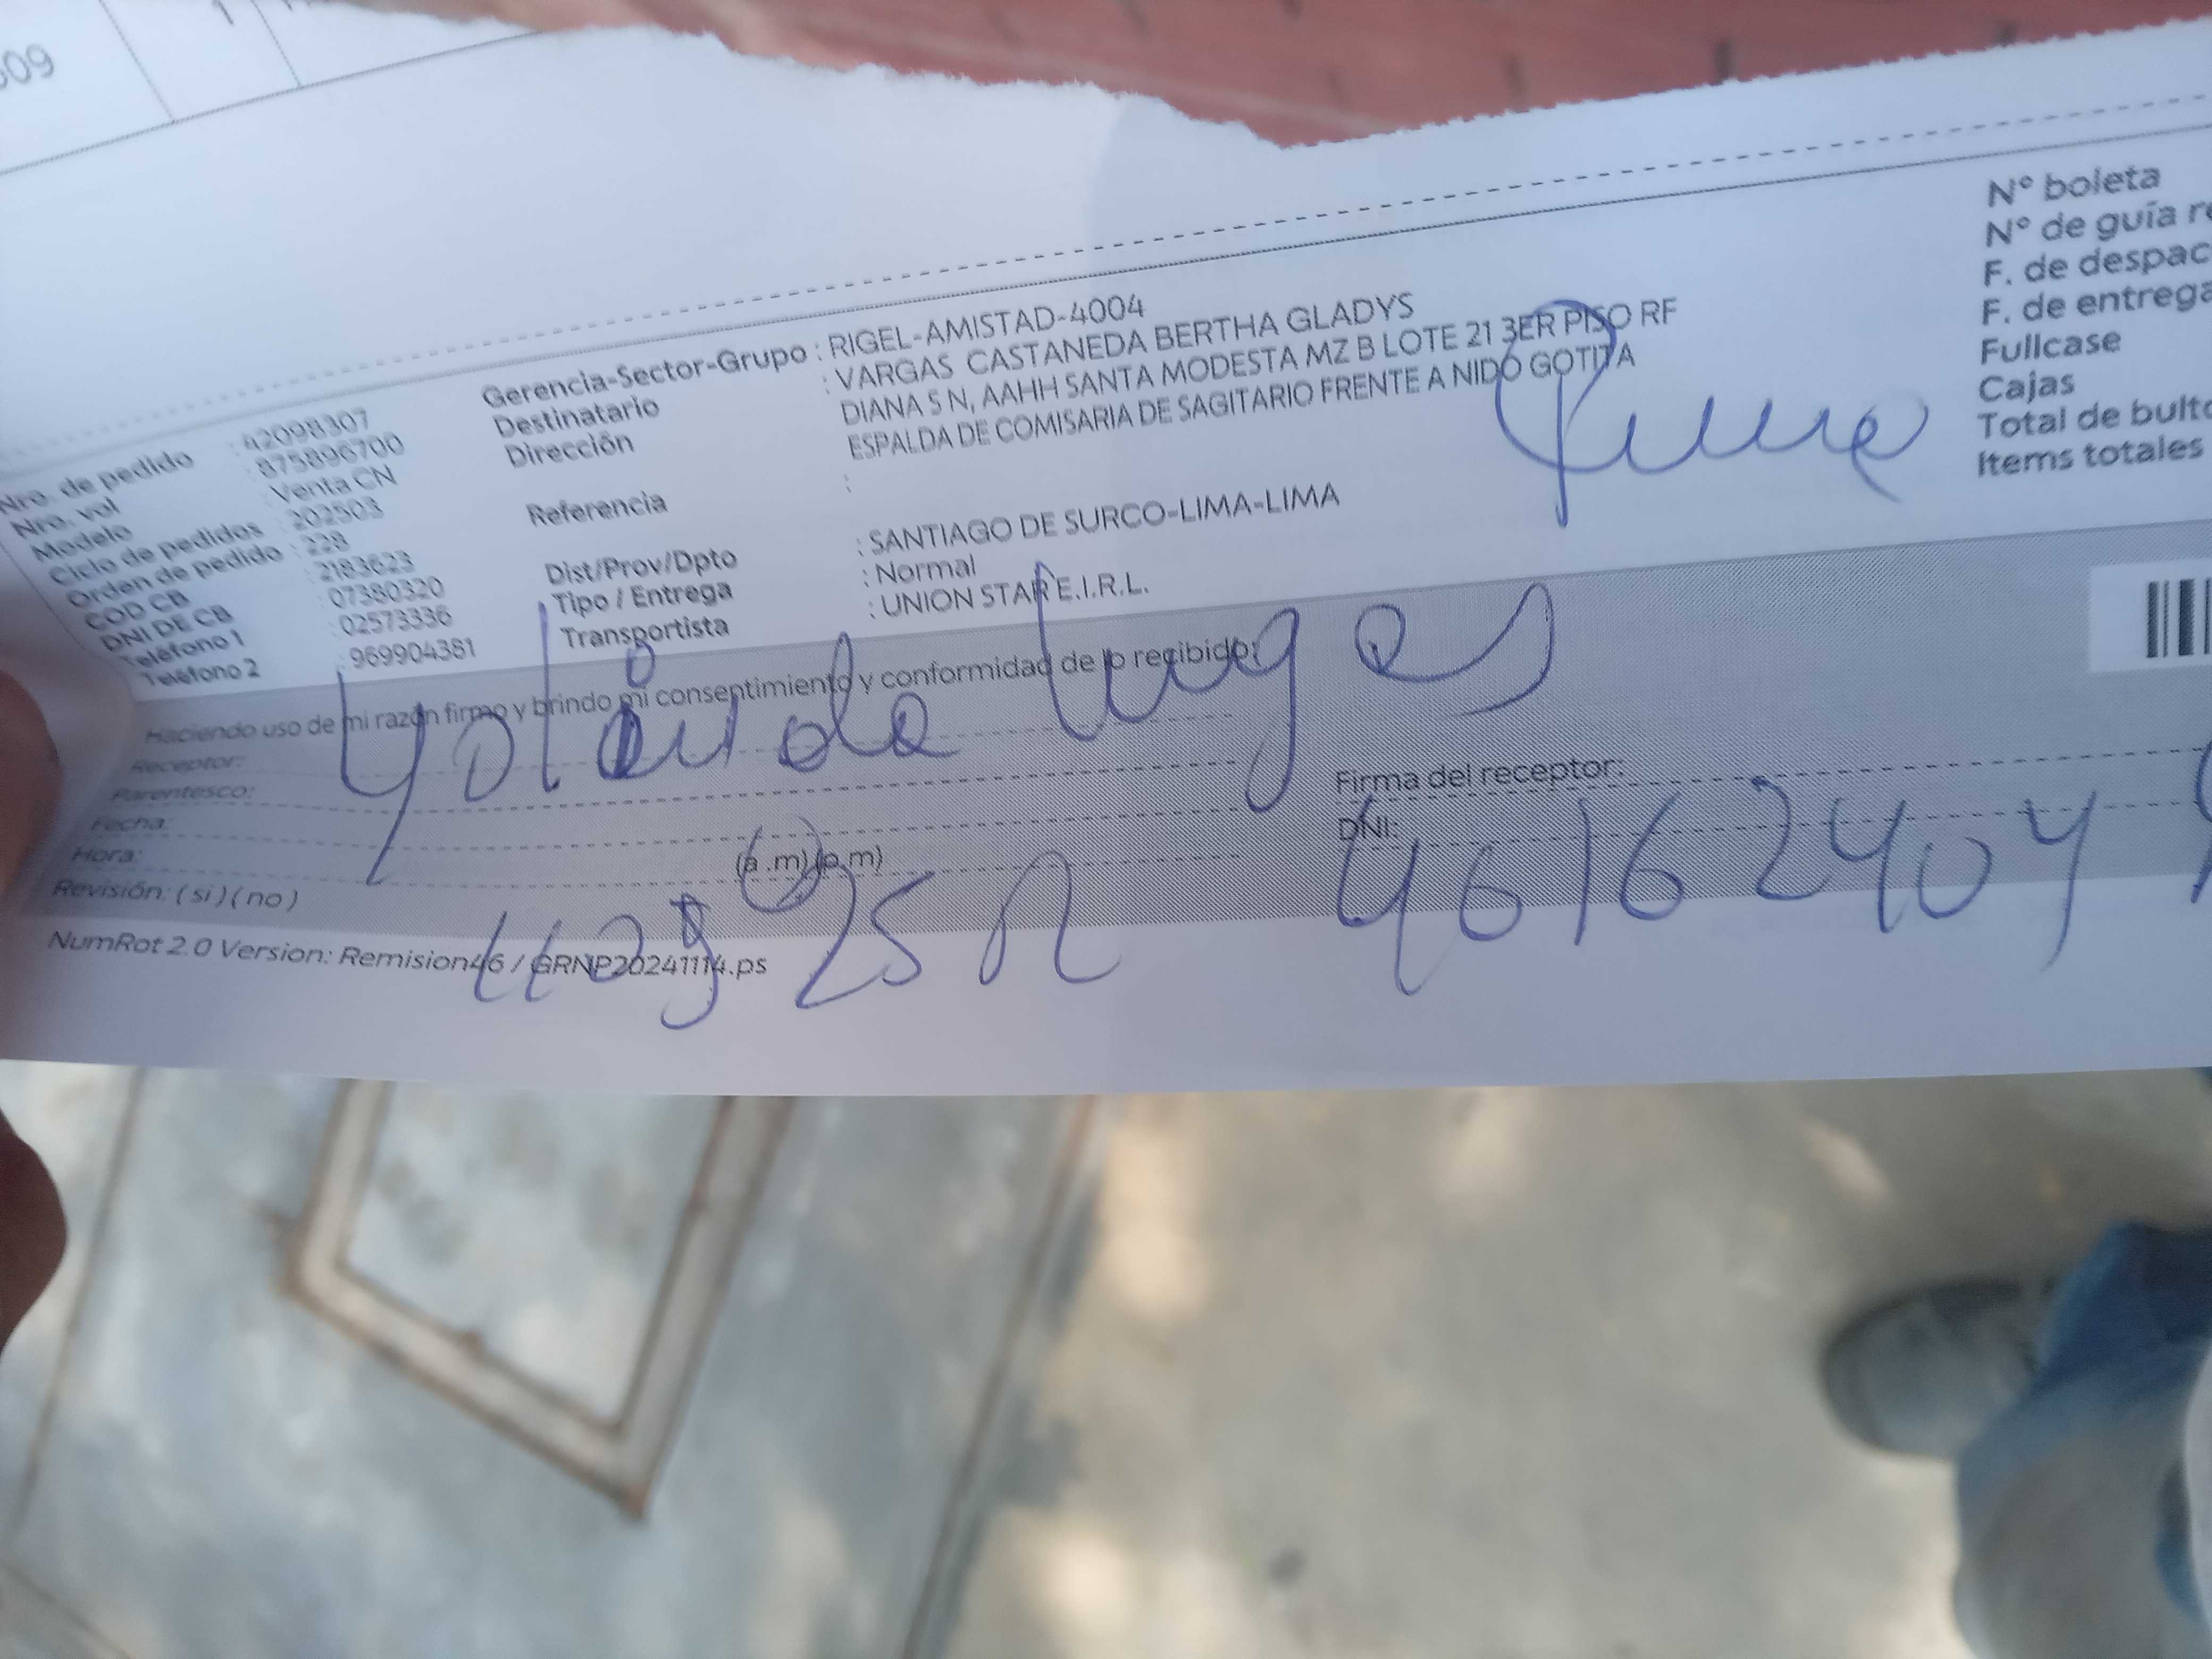 609
1
Nro. de pedido : 42098307
Nro. vol : 875896700
Modelo : Venta CN
Ciclo de pedidos : 202503
Orden de pedido : 228
COD CB : 2183623
DNI DE CB : 07380320
Teléfono 1 : 02573336
Teléfono 2 : 969904381
Gerencia-Sector-Grupo : RIGEL-AMISTAD-4004
Destinatario : VARGAS CASTANEDA BERTHA GLADYS
Dirección DIANA S N, AAHH SANTA MODESTA MZ B LOTE 21 3ER PISO RF
ESPALDA DE COMISARIA DE SAGITARIO FRENTE A NIDO GOTITA
Referencia :
Dist/Prov/Dpto : SANTIAGO DE SURCO-LIMA-LIMA
Tipo / Entrega : Normal
Transportista : UNION STAR E.I.R.L.
N° boleta
N° de guía re
F. de despac
F. de entrega
Fullcase
Cajas
Total de bulto
Items totales
Haciendo uso de mi razón firmo y brindo mi consentimiento y conformidad de lo recibido:
Receptor: Yolanda
Parentesco:
Fecha:
Hora: (a.m) (p.m)
Revisión: ( si ) ( no )
Firma del receptor:
DNI: 46162404
NumRot 2.0 Version: Remision46 / GRNP20241114.ps